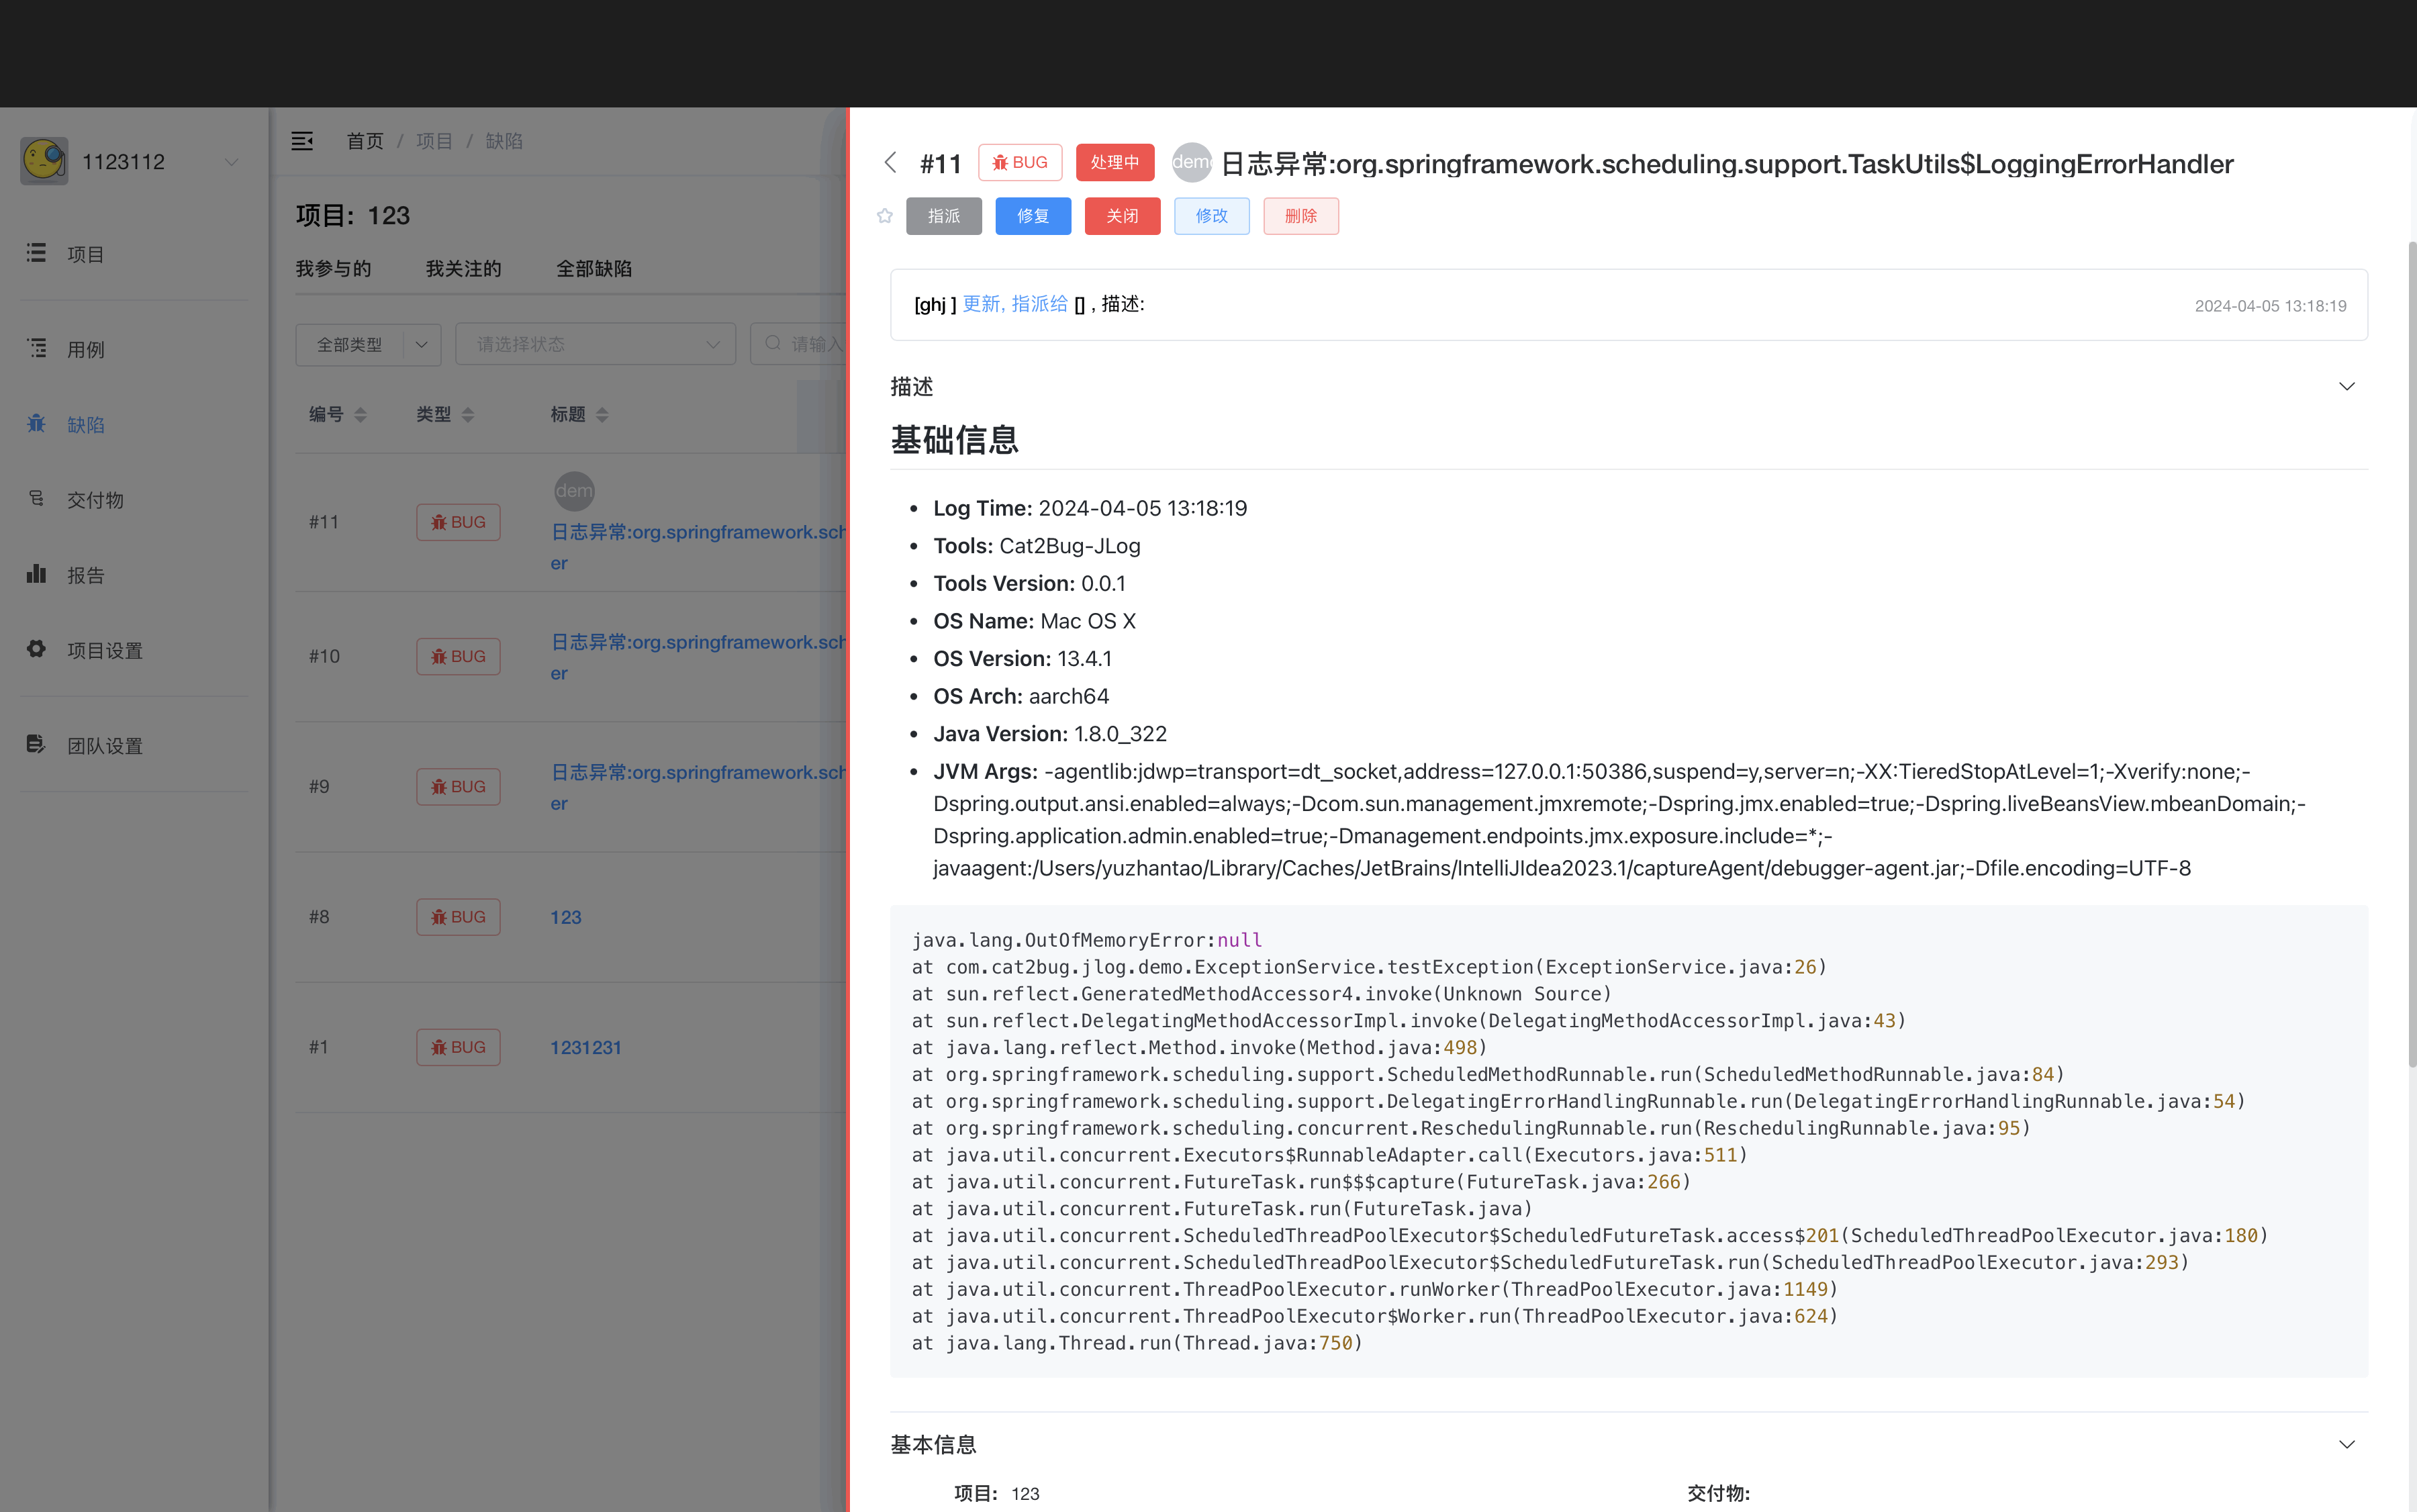 1123112
项目
用例
缺陷
交付物
报告
项目设置
团队设置
首页 / 项目 / 缺陷
项目: 123
我参与的 我关注的 全部缺陷
全部类型 请选择状态 请输入
编号 类型 标题
#11 BUG dem
日志异常:org.springframework.sch
er
#10 BUG 日志异常:org.springframework.sch
er
#9 BUG 日志异常:org.springframework.sch
er
#8 BUG 123
#1 BUG 1231231
#11 BUG 处理中 dem 日志异常:org.springframework.scheduling.support.TaskUtils$LoggingErrorHandler
指派 修复 关闭 修改 删除
[ghj ] 更新, 指派给 [] , 描述: 2024-04-05 13:18:19
描述
基础信息
• Log Time: 2024-04-05 13:18:19
• Tools: Cat2Bug-JLog
• Tools Version: 0.0.1
• OS Name: Mac OS X
• OS Version: 13.4.1
• OS Arch: aarch64
• Java Version: 1.8.0_322
• JVM Args: -agentlib:jdwp=transport=dt_socket,address=127.0.0.1:50386,suspend=y,server=n;-XX:TieredStopAtLevel=1;-Xverify:none;-
Dspring.output.ansi.enabled=always;-Dcom.sun.management.jmxremote;-Dspring.jmx.enabled=true;-Dspring.liveBeansView.mbeanDomain;-
Dspring.application.admin.enabled=true;-Dmanagement.endpoints.jmx.exposure.include=*;-
javaagent:/Users/yuzhantao/Library/Caches/JetBrains/IntelliJIdea2023.1/captureAgent/debugger-agent.jar;-Dfile.encoding=UTF-8
java.lang.OutOfMemoryError:null
at com.cat2bug.jlog.demo.ExceptionService.testException(ExceptionService.java:26)
at sun.reflect.GeneratedMethodAccessor4.invoke(Unknown Source)
at sun.reflect.DelegatingMethodAccessorImpl.invoke(DelegatingMethodAccessorImpl.java:43)
at java.lang.reflect.Method.invoke(Method.java:498)
at org.springframework.scheduling.support.ScheduledMethodRunnable.run(ScheduledMethodRunnable.java:84)
at org.springframework.scheduling.support.DelegatingErrorHandlingRunnable.run(DelegatingErrorHandlingRunnable.java:54)
at org.springframework.scheduling.concurrent.ReschedulingRunnable.run(ReschedulingRunnable.java:95)
at java.util.concurrent.Executors$RunnableAdapter.call(Executors.java:511)
at java.util.concurrent.FutureTask.run$$$capture(FutureTask.java:266)
at java.util.concurrent.FutureTask.run(FutureTask.java)
at java.util.concurrent.ScheduledThreadPoolExecutor$ScheduledFutureTask.access$201(ScheduledThreadPoolExecutor.java:180)
at java.util.concurrent.ScheduledThreadPoolExecutor$ScheduledFutureTask.run(ScheduledThreadPoolExecutor.java:293)
at java.util.concurrent.ThreadPoolExecutor.runWorker(ThreadPoolExecutor.java:1149)
at java.util.concurrent.ThreadPoolExecutor$Worker.run(ThreadPoolExecutor.java:624)
at java.lang.Thread.run(Thread.java:750)
基本信息
项目: 123 交付物: